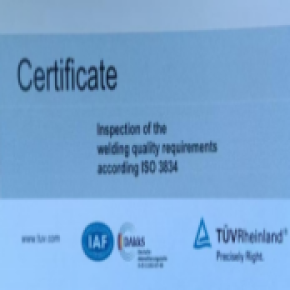 Certificate
Inspection of the
welding quality requirements
according ISO 3834
www.tuv.com
IAF
DAkkS
TÜVRheinland®
Precisely Right.